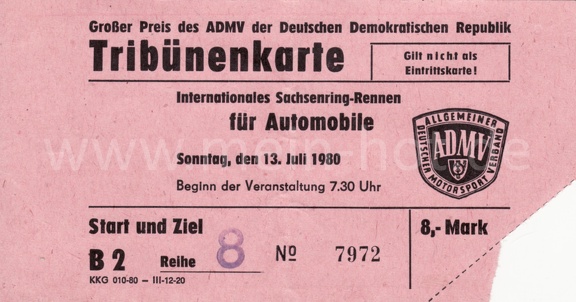 Großer Preis des ADMV der Deutschen Demokratischen Republik
Tribünenkarte
Gilt nicht als
Eintrittskarte!
Internationales Sachsenring-Rennen
für Automobile
Sonntag, den 13. Juli 1980
Beginn der Veranstaltung 7.30 Uhr
ALLGEMEINER
DEUTSCHER
ADMV
MOTORSPORT
VERBAND
Start und Ziel
8,- Mark
B 2 Reihe 8 № 7972
KKG 010-80 — III-12-20